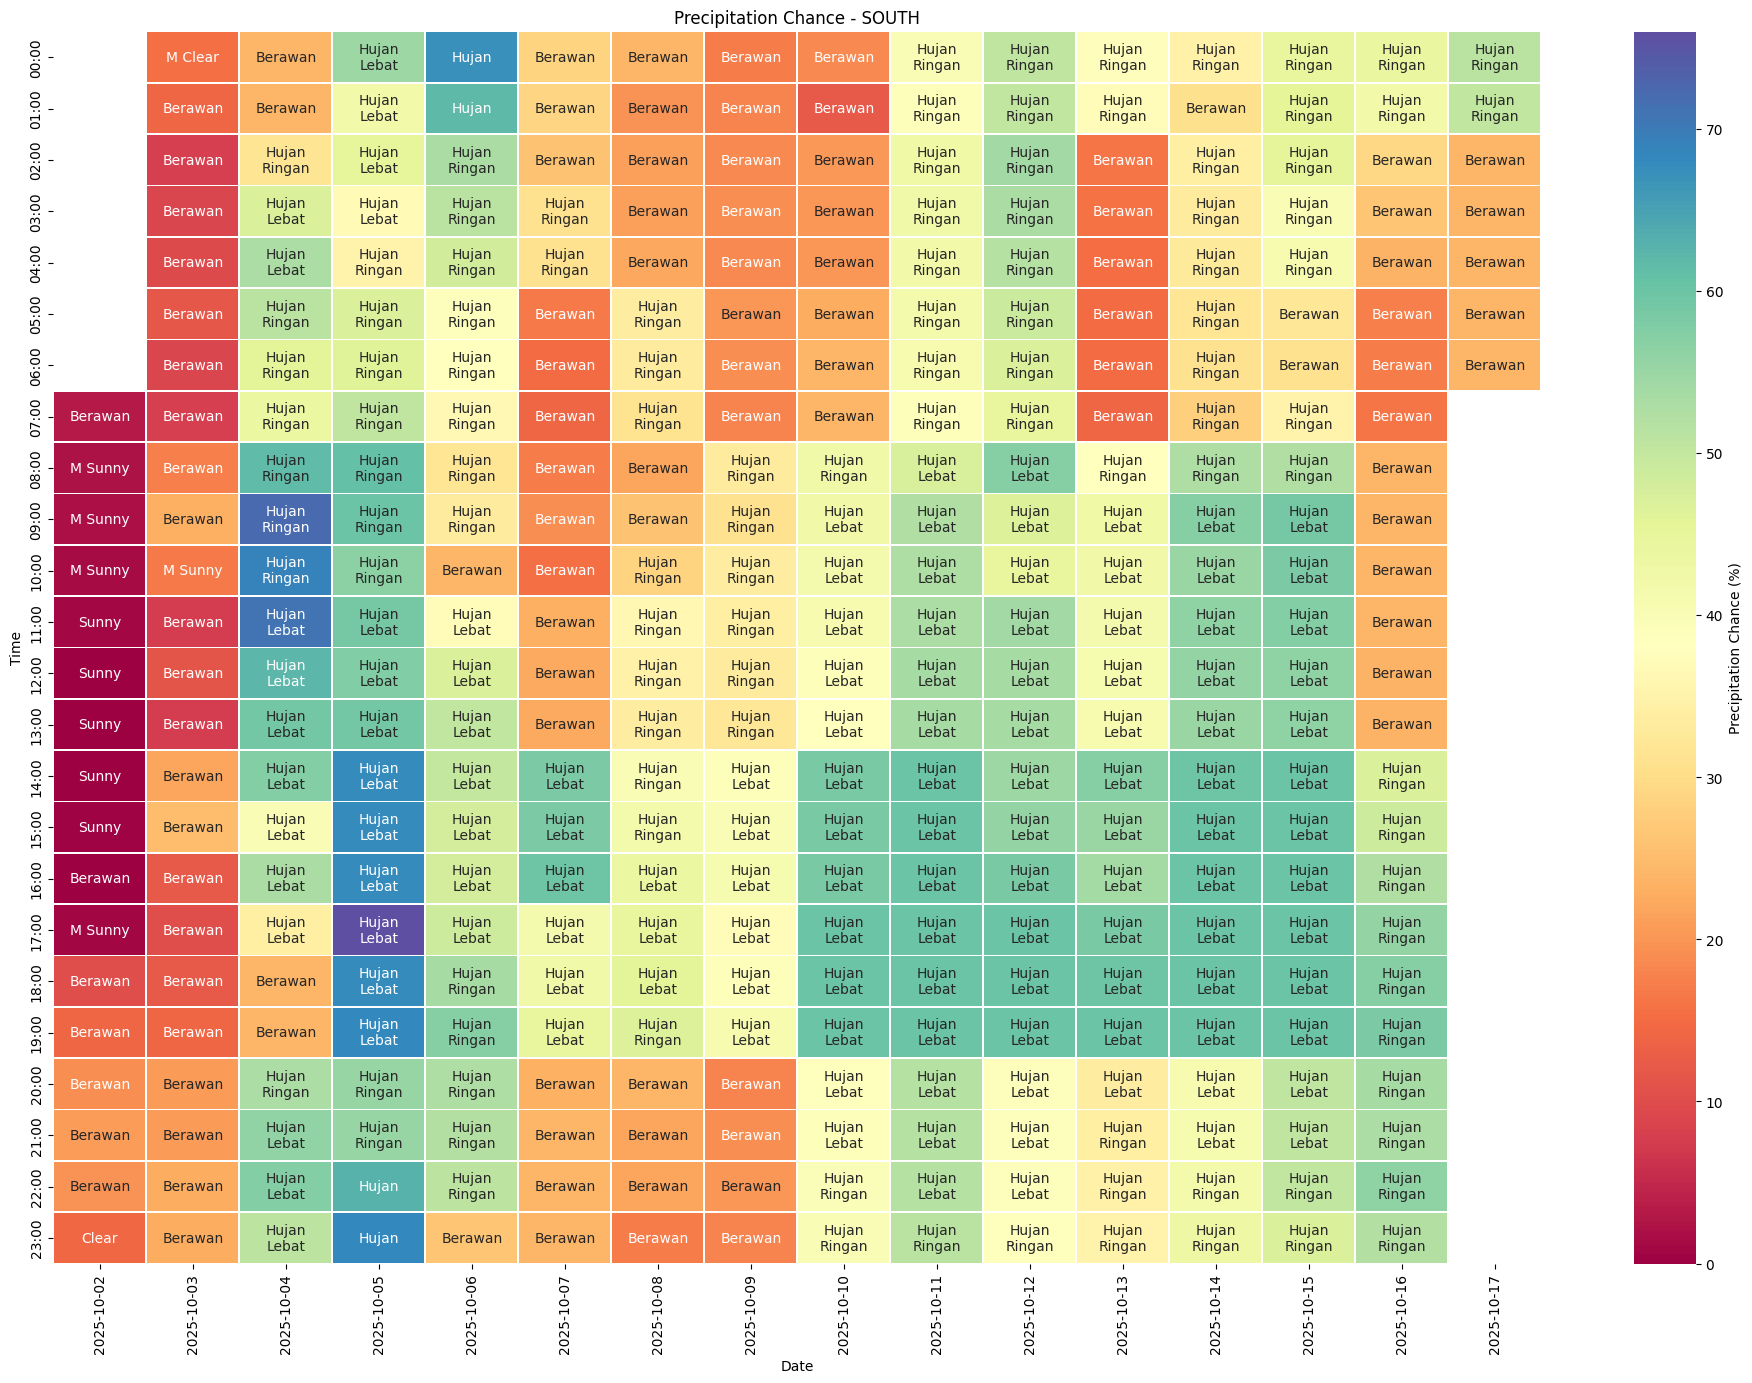 Precipitation Chance - SOUTH
00:00 M Clear Berawan Hujan Lebat Hujan Berawan Berawan Berawan Berawan Hujan Ringan Hujan Ringan Hujan Ringan Hujan Ringan Hujan Ringan Hujan Ringan Hujan Ringan
01:00 Berawan Berawan Hujan Lebat Hujan Berawan Berawan Berawan Berawan Hujan Ringan Hujan Ringan Hujan Ringan Berawan Hujan Ringan Hujan Ringan Hujan Ringan
02:00 Berawan Hujan Ringan Hujan Lebat Hujan Ringan Berawan Berawan Berawan Berawan Hujan Ringan Hujan Ringan Berawan Hujan Ringan Hujan Ringan Berawan Berawan
03:00 Berawan Hujan Lebat Hujan Lebat Hujan Ringan Hujan Ringan Berawan Berawan Berawan Hujan Ringan Hujan Ringan Berawan Hujan Ringan Hujan Ringan Berawan Berawan
04:00 Berawan Hujan Lebat Hujan Ringan Hujan Ringan Hujan Ringan Berawan Berawan Berawan Hujan Ringan Hujan Ringan Berawan Hujan Ringan Hujan Ringan Berawan Berawan
05:00 Berawan Hujan Ringan Hujan Ringan Hujan Ringan Berawan Hujan Ringan Berawan Berawan Hujan Ringan Hujan Ringan Berawan Hujan Ringan Berawan Berawan Berawan
06:00 Berawan Hujan Ringan Hujan Ringan Hujan Ringan Berawan Hujan Ringan Berawan Berawan Hujan Ringan Hujan Ringan Berawan Hujan Ringan Berawan Berawan Berawan
07:00 Berawan Berawan Hujan Ringan Hujan Ringan Hujan Ringan Berawan Hujan Ringan Berawan Berawan Hujan Ringan Hujan Ringan Berawan Hujan Ringan Hujan Ringan Berawan
08:00 M Sunny Berawan Hujan Ringan Hujan Ringan Hujan Ringan Berawan Berawan Hujan Ringan Hujan Ringan Hujan Lebat Hujan Lebat Hujan Ringan Hujan Ringan Hujan Ringan Berawan
09:00 M Sunny Berawan Hujan Ringan Hujan Ringan Hujan Ringan Berawan Berawan Hujan Ringan Hujan Lebat Hujan Lebat Hujan Lebat Hujan Lebat Hujan Lebat Hujan Lebat Berawan
10:00 M Sunny M Sunny Hujan Ringan Hujan Ringan Berawan Berawan Hujan Ringan Hujan Ringan Hujan Lebat Hujan Lebat Hujan Lebat Hujan Lebat Hujan Lebat Hujan Lebat Berawan
11:00 Sunny Berawan Hujan Lebat Hujan Lebat Hujan Lebat Berawan Hujan Ringan Hujan Ringan Hujan Lebat Hujan Lebat Hujan Lebat Hujan Lebat Hujan Lebat Hujan Lebat Berawan
12:00 Sunny Berawan Hujan Lebat Hujan Lebat Hujan Lebat Berawan Hujan Ringan Hujan Ringan Hujan Lebat Hujan Lebat Hujan Lebat Hujan Lebat Hujan Lebat Hujan Lebat Berawan
13:00 Sunny Berawan Hujan Lebat Hujan Lebat Hujan Lebat Berawan Hujan Ringan Hujan Ringan Hujan Lebat Hujan Lebat Hujan Lebat Hujan Lebat Hujan Lebat Hujan Lebat Berawan
14:00 Sunny Berawan Hujan Lebat Hujan Lebat Hujan Lebat Hujan Lebat Hujan Ringan Hujan Lebat Hujan Lebat Hujan Lebat Hujan Lebat Hujan Lebat Hujan Lebat Hujan Lebat Hujan Ringan
15:00 Sunny Berawan Hujan Lebat Hujan Lebat Hujan Lebat Hujan Lebat Hujan Ringan Hujan Lebat Hujan Lebat Hujan Lebat Hujan Lebat Hujan Lebat Hujan Lebat Hujan Lebat Hujan Ringan
16:00 Berawan Berawan Hujan Lebat Hujan Lebat Hujan Lebat Hujan Lebat Hujan Lebat Hujan Lebat Hujan Lebat Hujan Lebat Hujan Lebat Hujan Lebat Hujan Lebat Hujan Lebat Hujan Ringan
17:00 M Sunny Berawan Hujan Lebat Hujan Lebat Hujan Lebat Hujan Lebat Hujan Lebat Hujan Lebat Hujan Lebat Hujan Lebat Hujan Lebat Hujan Lebat Hujan Lebat Hujan Lebat Hujan Ringan
18:00 Berawan Berawan Berawan Hujan Lebat Hujan Ringan Hujan Lebat Hujan Lebat Hujan Lebat Hujan Lebat Hujan Lebat Hujan Lebat Hujan Lebat Hujan Lebat Hujan Lebat Hujan Ringan
19:00 Berawan Berawan Berawan Hujan Lebat Hujan Ringan Hujan Lebat Hujan Ringan Hujan Lebat Hujan Lebat Hujan Lebat Hujan Lebat Hujan Lebat Hujan Lebat Hujan Lebat Hujan Ringan
20:00 Berawan Berawan Hujan Ringan Hujan Ringan Hujan Ringan Berawan Berawan Berawan Hujan Lebat Hujan Lebat Hujan Lebat Hujan Lebat Hujan Lebat Hujan Lebat Hujan Ringan
21:00 Berawan Berawan Hujan Lebat Hujan Ringan Hujan Ringan Berawan Berawan Berawan Hujan Lebat Hujan Lebat Hujan Lebat Hujan Ringan Hujan Lebat Hujan Lebat Hujan Ringan
22:00 Berawan Berawan Hujan Lebat Hujan Hujan Ringan Berawan Berawan Berawan Hujan Ringan Hujan Lebat Hujan Lebat Hujan Ringan Hujan Ringan Hujan Ringan Hujan Ringan
23:00 Clear Berawan Hujan Lebat Hujan Berawan Berawan Berawan Berawan Hujan Ringan Hujan Ringan Hujan Ringan Hujan Ringan Hujan Ringan Hujan Ringan Hujan Ringan
Time
2025-10-02 2025-10-03 2025-10-04 2025-10-05 2025-10-06 2025-10-07 2025-10-08 2025-10-09 2025-10-10 2025-10-11 2025-10-12 2025-10-13 2025-10-14 2025-10-15 2025-10-16 2025-10-17
Date
70
60
50
40
30
20
10
0
Precipitation Chance (%)